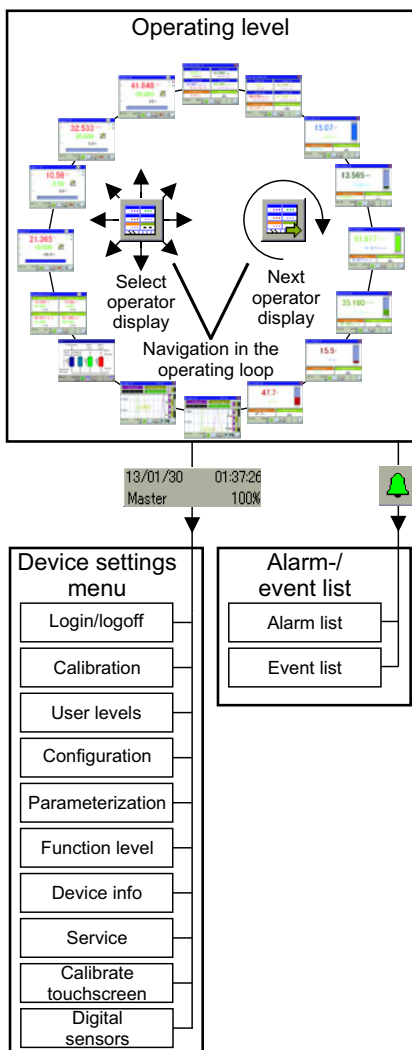 Operating level
41.048
32.533
10.56
21.365
15.07
13.565
35.180
15.5
47.7
Select
operator
display
Next
operator
display
Navigation in the
operating loop
13/01/30 01:37:26
Master 100%
Device settings
menu
Login/logoff
Calibration
User levels
Configuration
Parameterization
Function level
Device info
Service
Calibrate
touchscreen
Digital
sensors
Alarm-/
event list
Alarm list
Event list